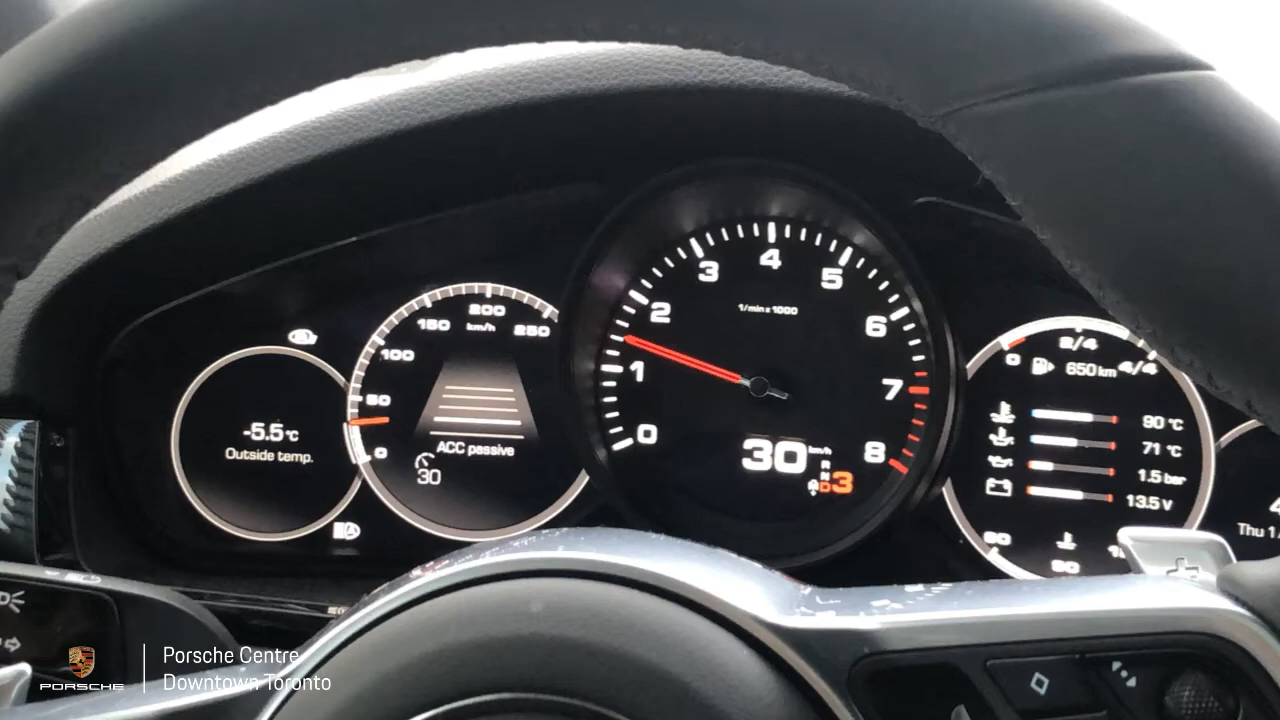 -5.5°C
Outside temp.
0
50
100
150
200
250
km/h
ACC passive
30
0
1
2
3
4
5
6
7
8
1/min x 1000
30 km/h
R
N
D3
0
2/4
4/4
650 km
90 °C
71 °C
1.5 bar
13.5 V
90
Thu
PORSCHE
Porsche Centre
Downtown Toronto